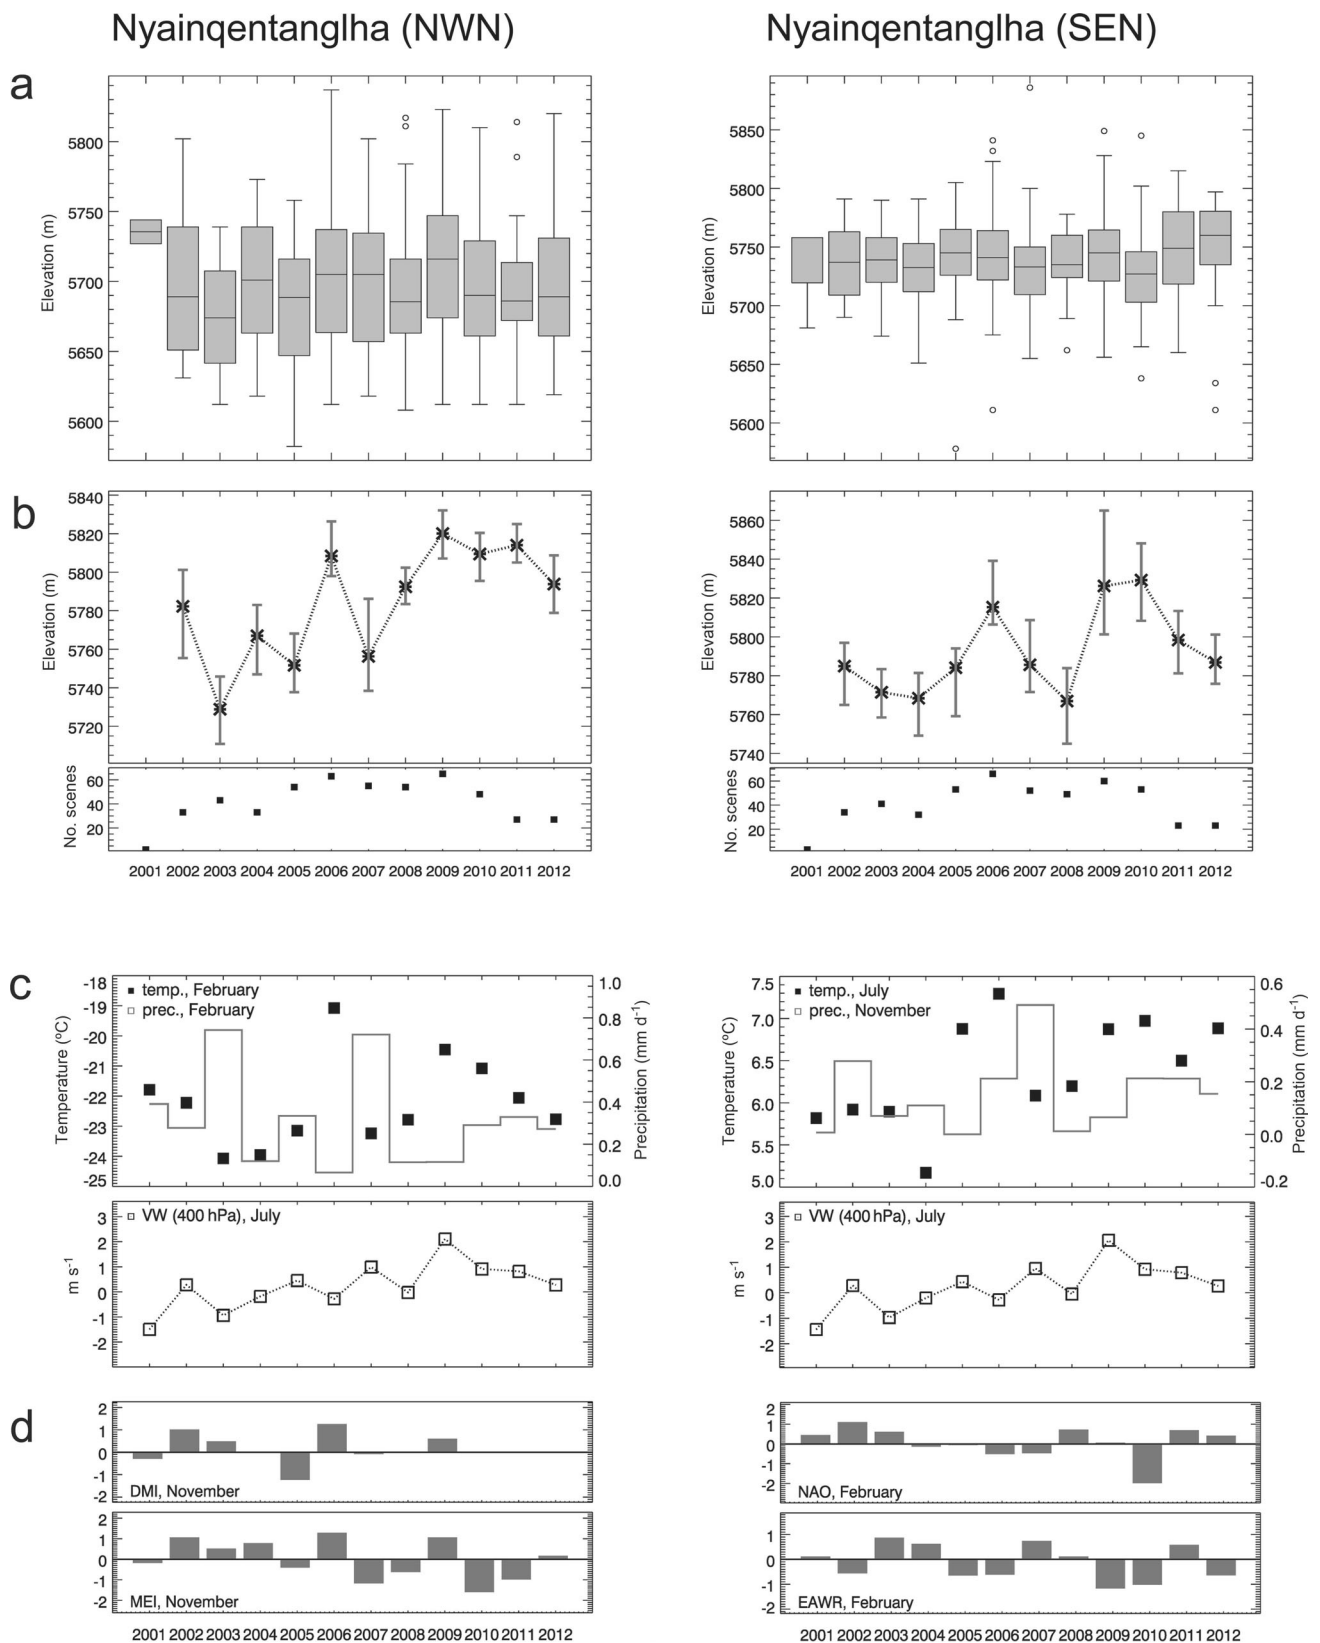 Nyainqentanglha (NWN)
Nyainqentanglha (SEN)
a
Elevation (m)
5800
5750
5700
5650
5600
Elevation (m)
5850
5800
5750
5700
5650
5600
b
Elevation (m)
5840
5820
5800
5780
5760
5740
5720
Elevation (m)
5860
5840
5820
5800
5780
5760
5740
No. scenes
60
40
20
2001 2002 2003 2004 2005 2006 2007 2008 2009 2010 2011 2012
No. scenes
60
40
20
2001 2002 2003 2004 2005 2006 2007 2008 2009 2010 2011 2012
c
Temperature (ºC)
-18
-19
-20
-21
-22
-23
-24
-25
temp., February
prec., February
1.0
0.8
0.6
0.4
0.2
0.0
Precipitation (mm d-1)
Temperature (ºC)
7.5
7.0
6.5
6.0
5.5
5.0
temp., July
prec., November
0.6
0.4
0.2
0.0
-0.2
Precipitation (mm d-1)
m s-1
3
2
1
0
-1
-2
VW (400 hPa), July
m s-1
3
2
1
0
-1
-2
VW (400 hPa), July
d
2
1
0
-1
-2
DMI, November
2
1
0
-1
-2
NAO, February
2
1
0
-1
-2
MEI, November
2001 2002 2003 2004 2005 2006 2007 2008 2009 2010 2011 2012
1
0
-1
-2
EAWR, February
2001 2002 2003 2004 2005 2006 2007 2008 2009 2010 2011 2012